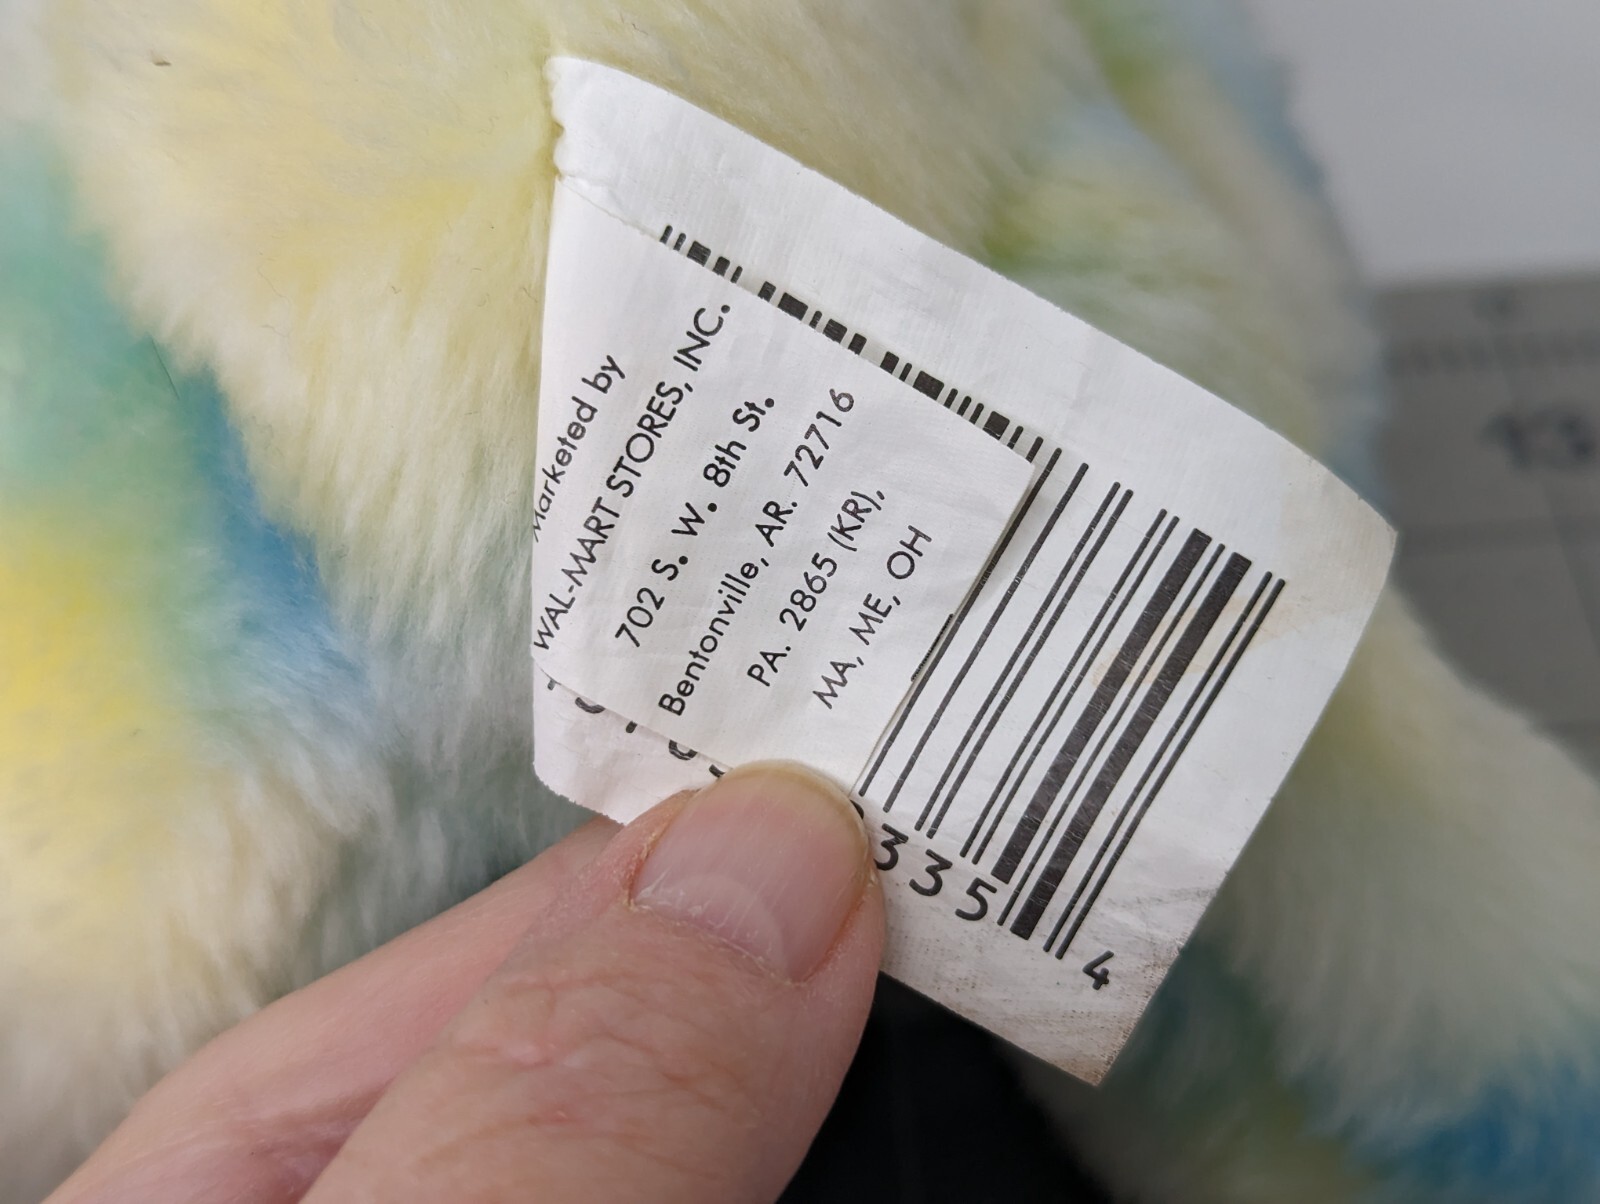 Marketed by
WAL-MART STORES, INC.
702 S. W. 8th St.
Bentonville, AR. 72716
PA. 2865 (KR),
MA, ME, OH
335
4
13